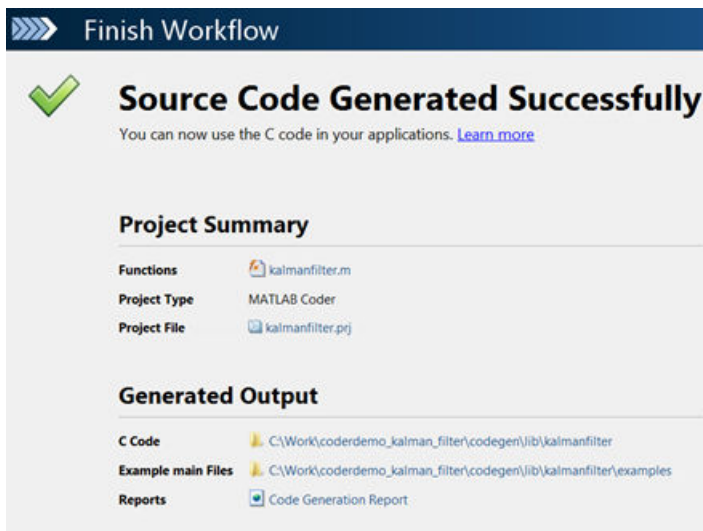 Finish Workflow
Source Code Generated Successfully
You can now use the C code in your applications. Learn more
Project Summary
Functions kalmanfilter.m
Project Type MATLAB Coder
Project File kalmanfilter.prj
Generated Output
C Code C:\Work\coderdemo_kalman_filter\codegen\lib\kalmanfilter
Example main Files C:\Work\coderdemo_kalman_filter\codegen\lib\kalmanfilter\examples
Reports Code Generation Report